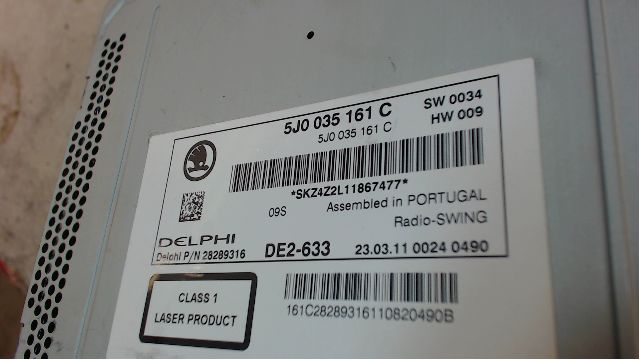 5J0 035 161 C SW 0034
5J0 035 161 C HW 009
*SKZ4Z2L11867477*
09S Assembled in PORTUGAL
Radio-SWING
DELPHI DE2-633 23.03.11 0024 0490
Delphi P/N 28289316
CLASS 1
LASER PRODUCT
161C28289316110820490B